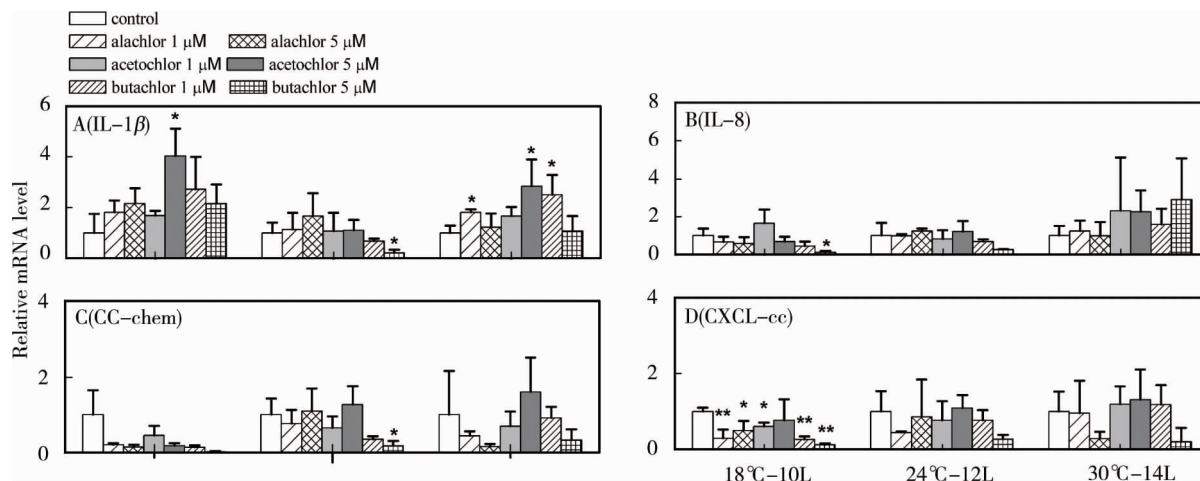 control
alachlor 1 μM alachlor 5 μM
acetochlor 1 μM acetochlor 5 μM
butachlor 1 μM butachlor 5 μM
Relative mRNA level
6
4
2
0
A(IL-1β)
*
*
*
*
*
8
6
4
2
0
B(IL-8)
*
4
2
0
C(CC-chem)
*
4
2
0
D(CXCL-cc)
** * * ** **
18℃-10L 24℃-12L 30℃-14L